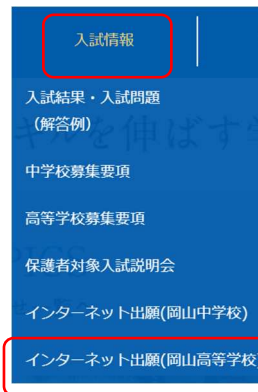 入試情報
入試結果・入試問題
（解答例）
中学校募集要項
高等学校募集要項
保護者対象入試説明会
インターネット出願(岡山中学校)
インターネット出願(岡山高等学校